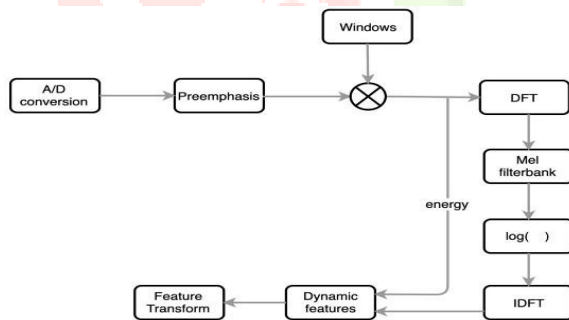 Windows
A/D
conversion
Preemphasis
DFT
Mel
filterbank
energy
log( )
Feature
Transform
Dynamic
features
IDFT